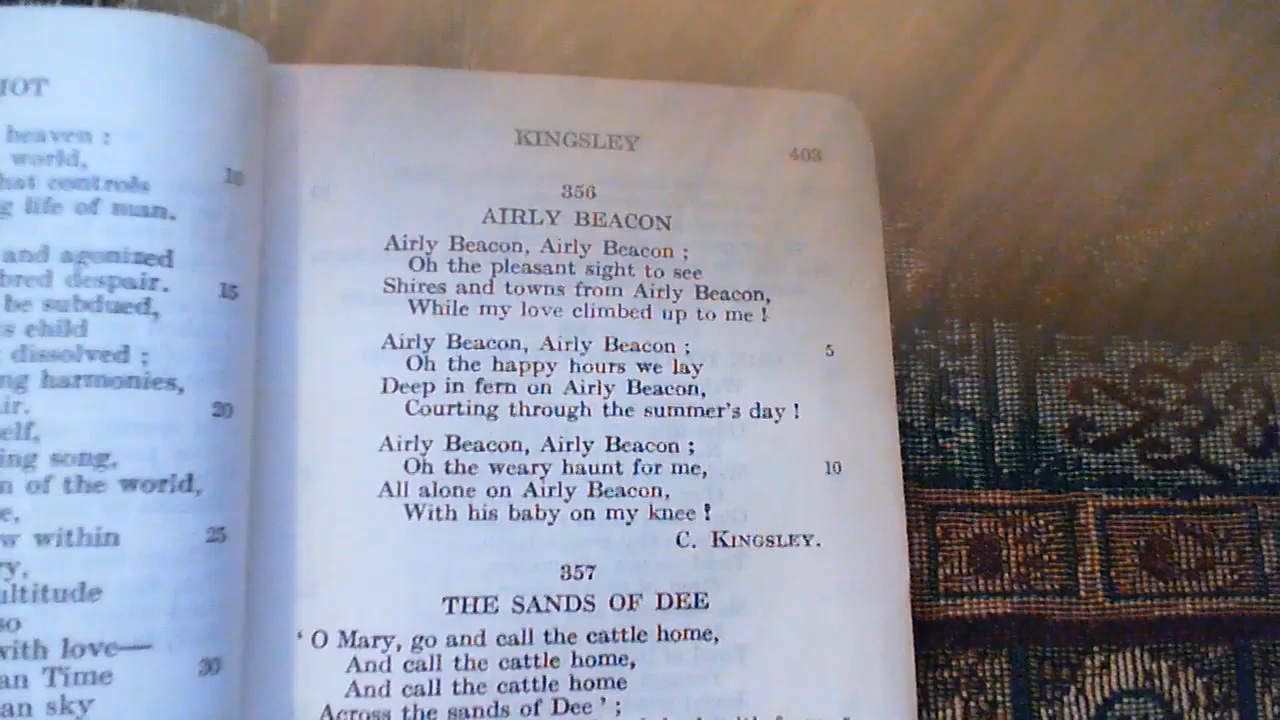 IOT
heaven :
world,
10
hat controls
g life of man.
and agonized
bred despair.
15
be subdued,
s child
dissolved ;
ng harmonies,
ir.
20
elf,
ing song,
n of the world,
e,
w within
25
ry,
ultitude
so
with love—
an Time
30
an sky
KINGSLEY
403
356
AIRLY BEACON
Airly Beacon, Airly Beacon ;
Oh the pleasant sight to see
Shires and towns from Airly Beacon,
While my love climbed up to me !
Airly Beacon, Airly Beacon ;
5
Oh the happy hours we lay
Deep in fern on Airly Beacon,
Courting through the summer's day !
Airly Beacon, Airly Beacon ;
Oh the weary haunt for me,
10
All alone on Airly Beacon,
With his baby on my knee !
C. KINGSLEY.
357
THE SANDS OF DEE
‘ O Mary, go and call the cattle home,
And call the cattle home,
And call the cattle home
Across the sands of Dee ’ ;